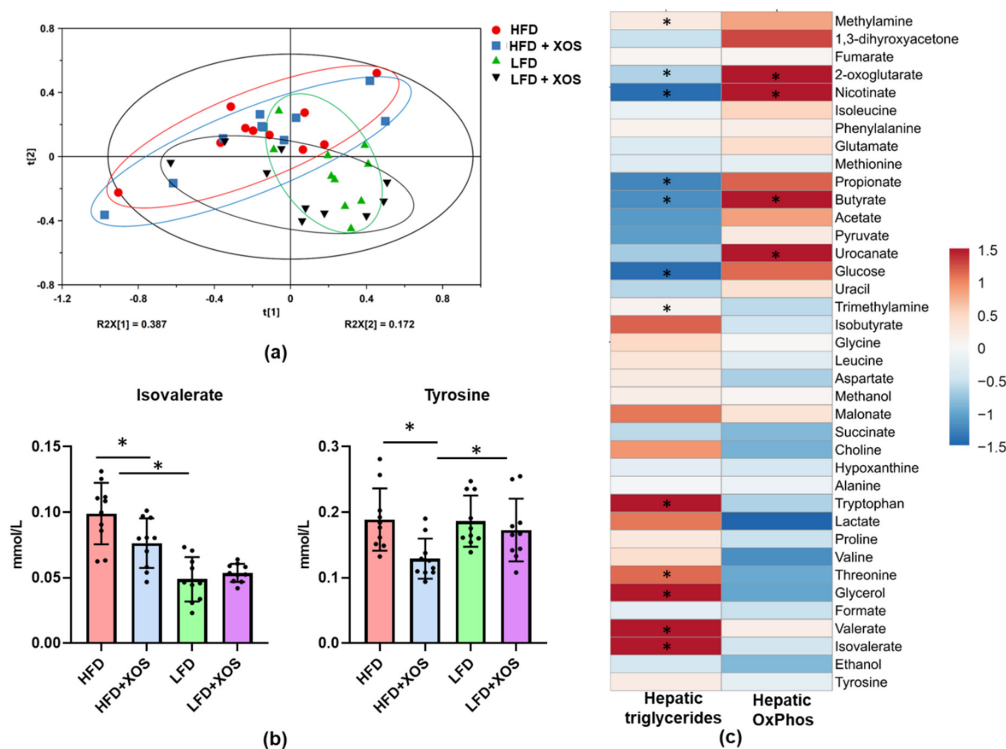 0.8
0.4
0
-0.4
0.8
t[2]
-1.2
-0.8
-0.4
0
0.4
0.8
t[1]
R2X[1] = 0.387
R2X[2] = 0.172
HFD
HFD + XOS
LFD
LFD + XOS
(a)
Isovalerate
*
*
0.15
0.10
0.05
0.00
mmol/L
HFD
HFD+XOS
LFD
LFD+XOS
Tyrosine
*
*
0.3
0.2
0.1
0.0
mmol/L
HFD
HFD+XOS
LFD
LFD+XOS
(b)
* Methylamine
1,3-dihyroxyacetone
Fumarate
* * 2-oxoglutarate
* * Nicotinate
Isoleucine
Phenylalanine
Glutamate
Methionine
* Propionate
* * Butyrate
Acetate
Pyruvate
* Urocanate
* Glucose
Uracil
* Trimethylamine
Isobutyrate
Glycine
Leucine
Aspartate
Methanol
Malonate
Succinate
Choline
Hypoxanthine
Alanine
* Tryptophan
Lactate
Proline
Valine
* Threonine
* Glycerol
Formate
* Valerate
* Isovalerate
Ethanol
Tyrosine
Hepatic
triglycerides
Hepatic
OxPhos
1.5
1
0.5
0
−0.5
−1
−1.5
(c)